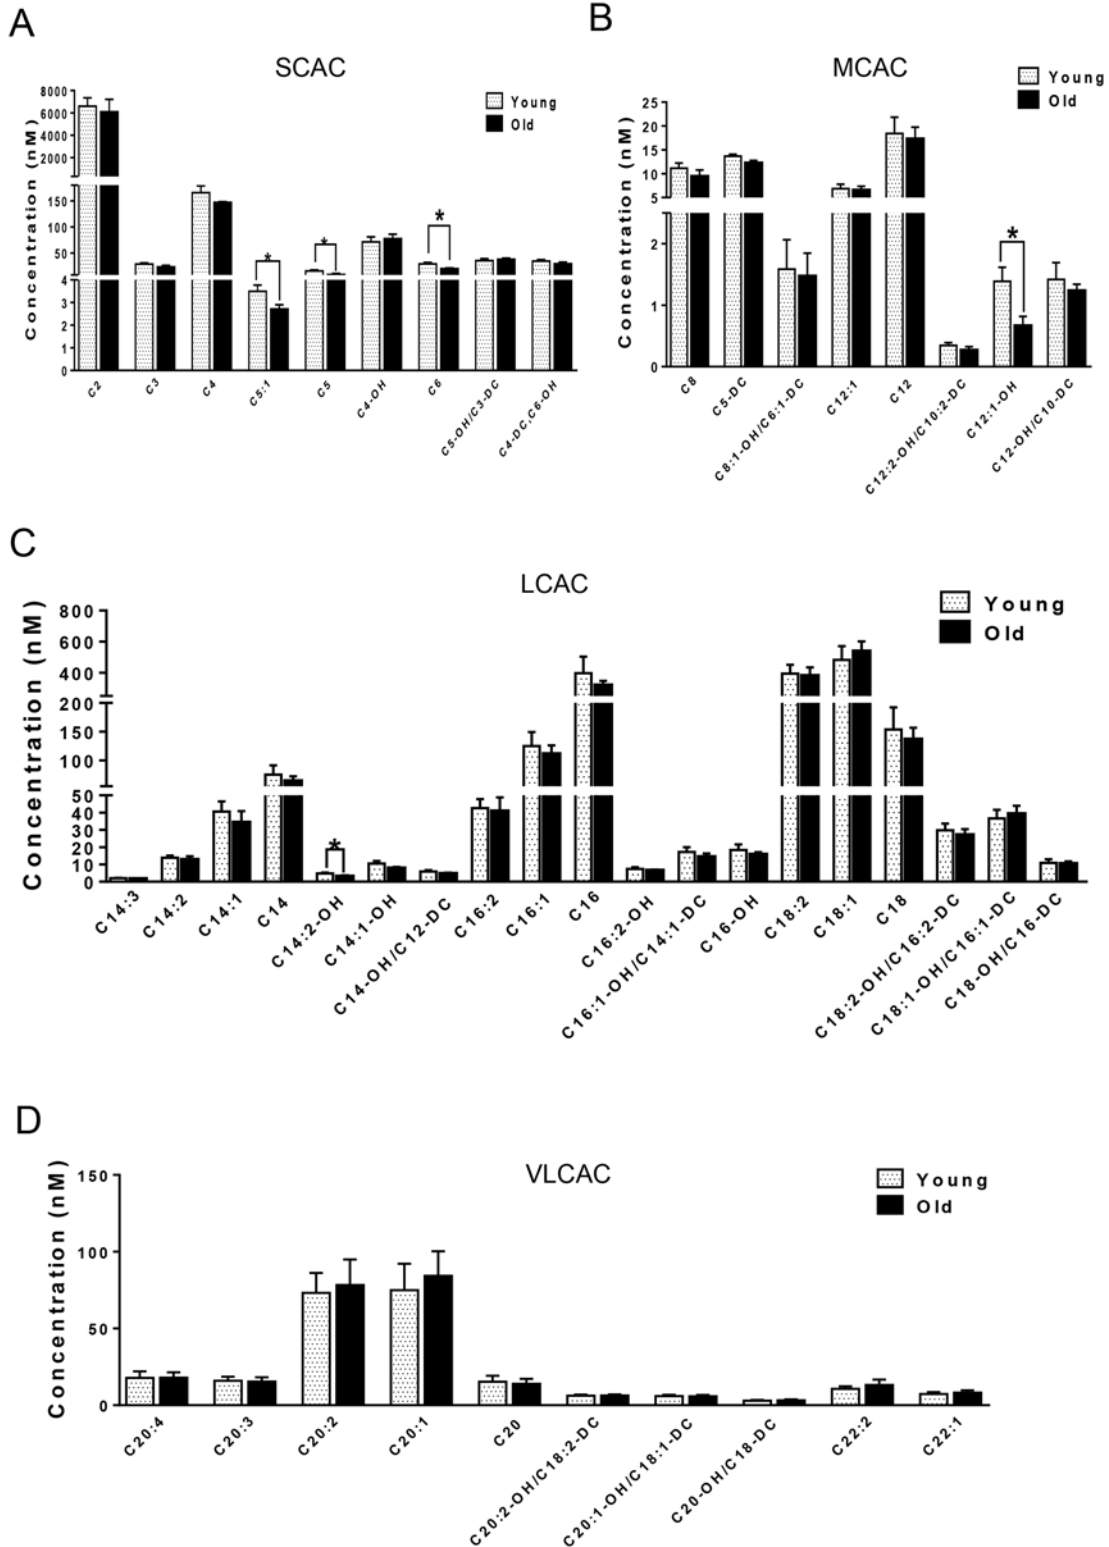 A
SCAC
Young
Old
Concentration (nM)
8000
6000
4000
2000
150
100
50
4
3
2
1
0
*
*
*
C2
C3
C4
C5:1
C5
C4-OH
C6
C5-OH/C3-DC
C4-DC,C6-OH
B
MCAC
Young
Old
Concentration (nM)
25
20
15
10
5
2
1
0
*
C8
C5-DC
C8:1-OH/C6:1-DC
C12:1
C12
C12:2-OH/C10:2-DC
C12:1-OH
C12-OH/C10-DC
C
LCAC
Young
Old
Concentration (nM)
800
600
400
200
150
100
50
40
30
20
10
0
*
C14:3
C14:2
C14:1
C14
C14:2-OH
C14:1-OH
C14-OH/C12-DC
C16:2
C16:1
C16
C16:2-OH
C16:1-OH/C14:1-DC
C16-OH
C18:2
C18:1
C18
C18:2-OH/C16:2-DC
C18:1-OH/C16:1-DC
C18-OH/C16-DC
D
VLCAC
Young
Old
Concentration (nM)
150
100
50
0
C20:4
C20:3
C20:2
C20:1
C20
C20:2-OH/C18:2-DC
C20:1-OH/C18:1-DC
C20-OH/C18-DC
C22:2
C22:1